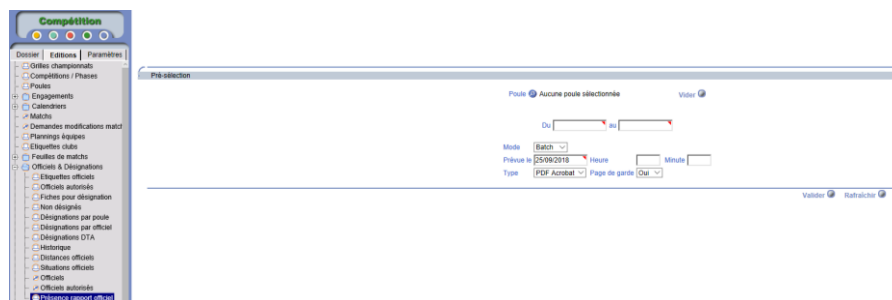 Compétition
Dossier Editions Paramètres
Grilles championnats
Compétitions / Phases
Poules
Engagements
Calendriers
Matchs
Demandes modifications match
Plannings équipes
Etiquettes clubs
Feuilles de matchs
Officiels & Désignations
Etiquettes officiels
Officiels autorisés
Fiches pour désignation
Non désignés
Désignations par poule
Désignations par officiel
Désignations DTA
Historique
Distances officiels
Situations officiels
Officiels
Officiels autorisés
Présence rapport officiel
Pré-sélection
Poule Aucune poule sélectionnée Vider
Du au
Mode Batch
Prévue le 25/09/2018 Heure Minute
Type PDF Acrobat Page de garde Oui
Valider Rafraîchir